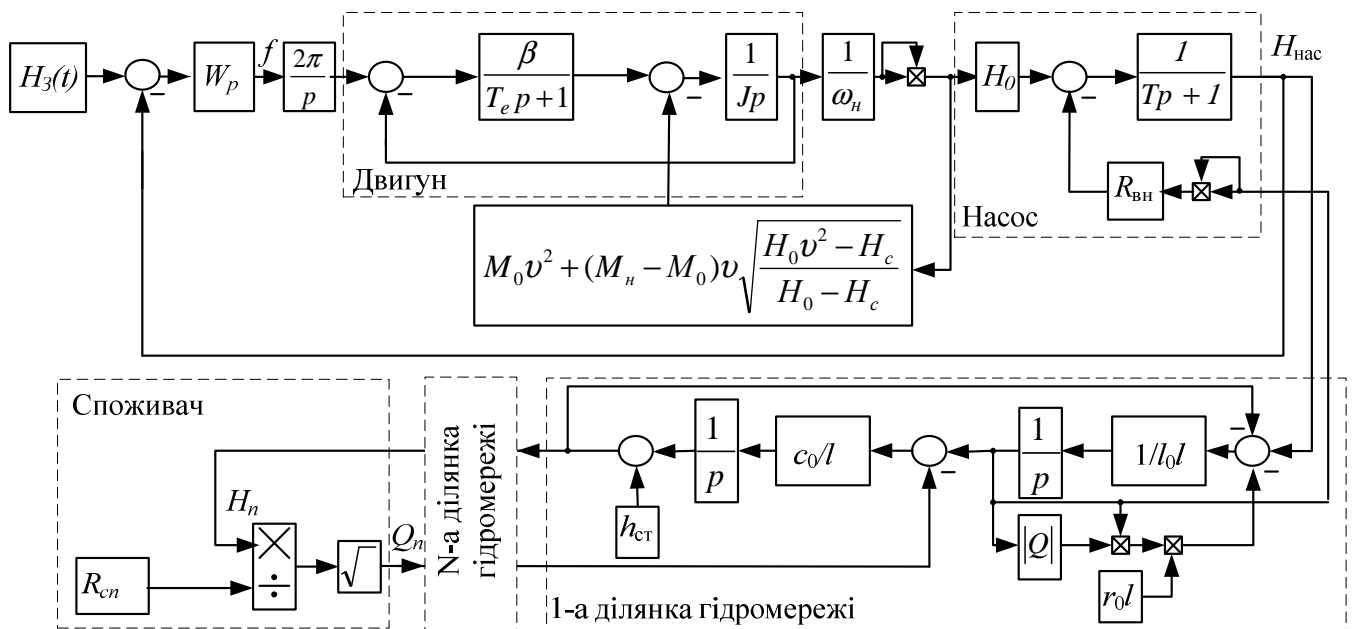 H_З(t)
W_p
f
2π/p
β/(T_e p+1)
1/(Jp)
1/ω_н
H_0
1/(Tp+1)
H_нас
−
−
−
−
R_вн
Двигун
Насос
M_0υ² + (M_н − M_0)υ√((H_0υ² − H_c)/(H_0 − H_c))
Споживач
N-а ділянка
гідромережі
1/p
c_0/l
1/p
1/l_0l
−
−
−
h_ст
|Q|
r_0l
H_n
Q_n
R_сп
×
÷
√
1-а ділянка гідромережі